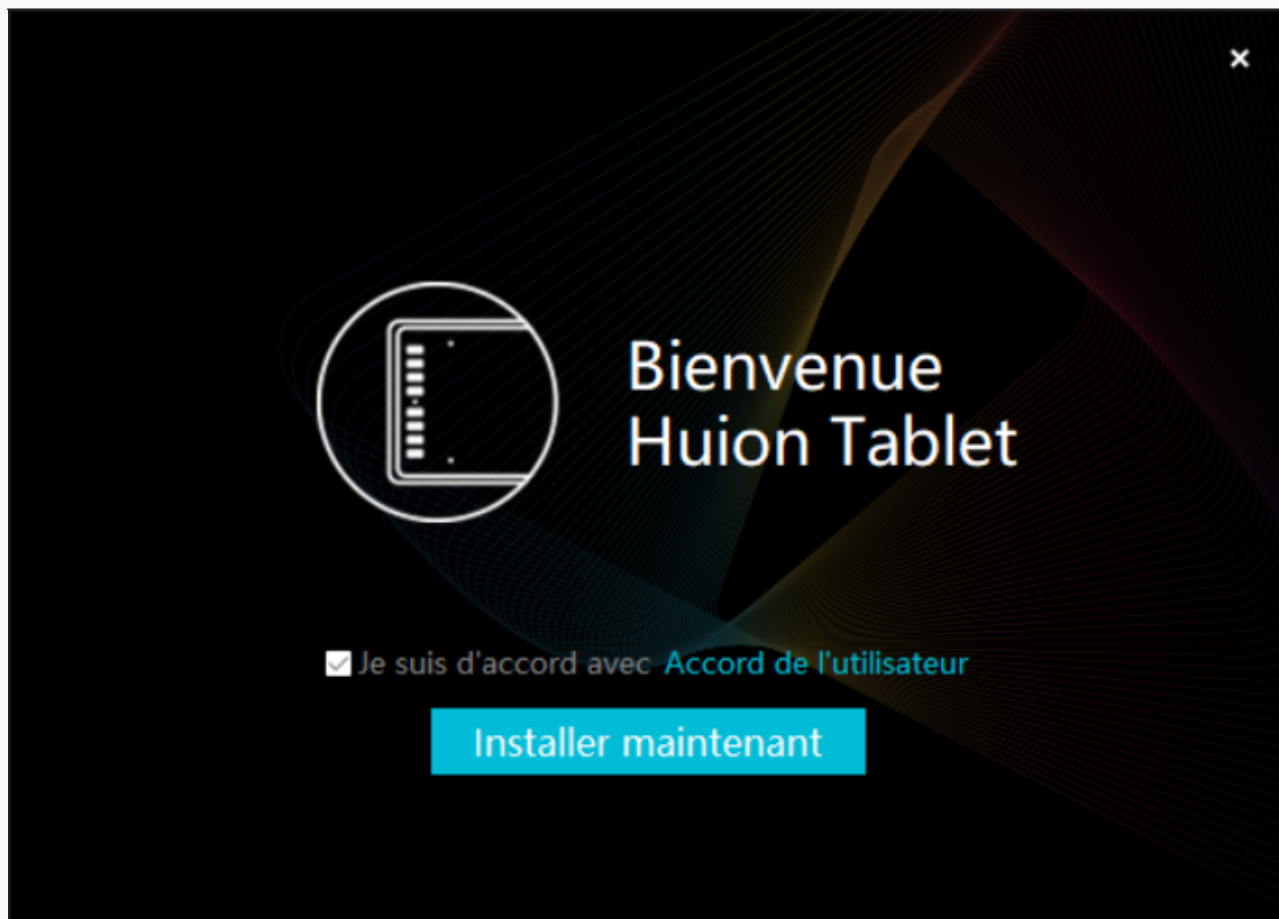 Bienvenue
Huion Tablet
Je suis d'accord avec Accord de l'utilisateur
Installer maintenant